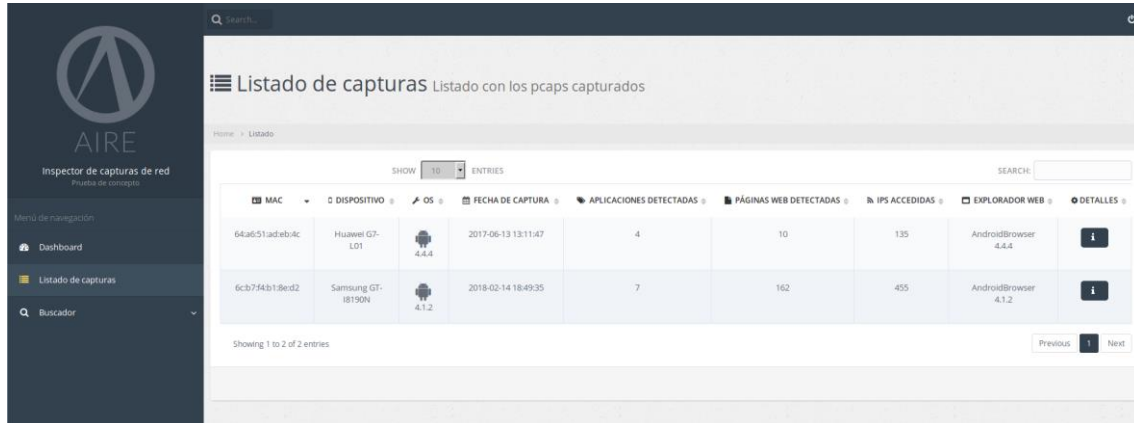 Search...
AIRE
Inspector de capturas de red
Prueba de concepto
Menú de navegación
Dashboard
Listado de capturas
Buscador
Listado de capturas Listado con los pcaps capturados
Home > Listado
SHOW 10 ENTRIES
SEARCH:
MAC DISPOSITIVO OS FECHA DE CAPTURA APLICACIONES DETECTADAS PÁGINAS WEB DETECTADAS IPS ACCEDIDAS EXPLORADOR WEB DETALLES
64:a6:51:ad:eb:4c Huawei G7-L01 4.4.4 2017-06-13 13:11:47 4 10 135 AndroidBrowser 4.4.4
6c:b7:f4:b1:8e:d2 Samsung GT-I8190N 4.1.2 2018-02-14 18:49:35 7 162 455 AndroidBrowser 4.1.2
Showing 1 to 2 of 2 entries
Previous 1 Next